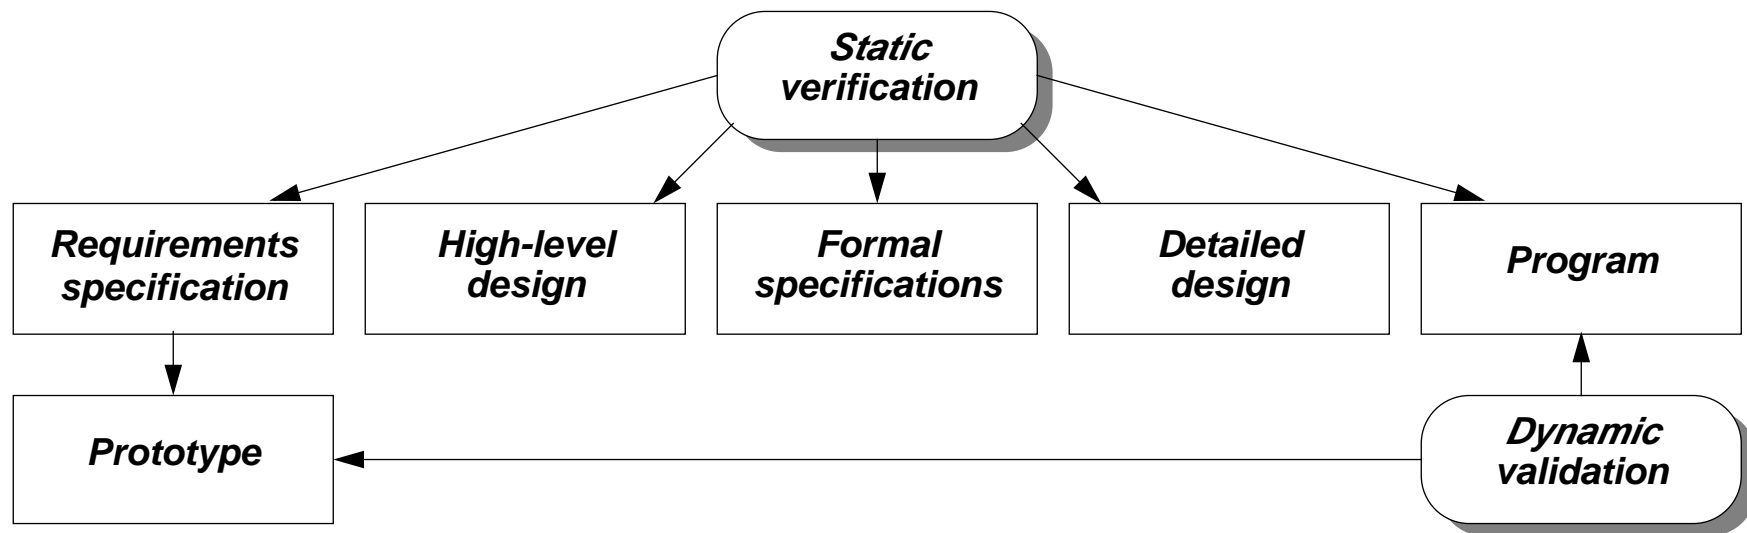 Static
verification
Requirements
specification
High-level
design
Formal
specifications
Detailed
design
Program
Prototype
Dynamic
validation